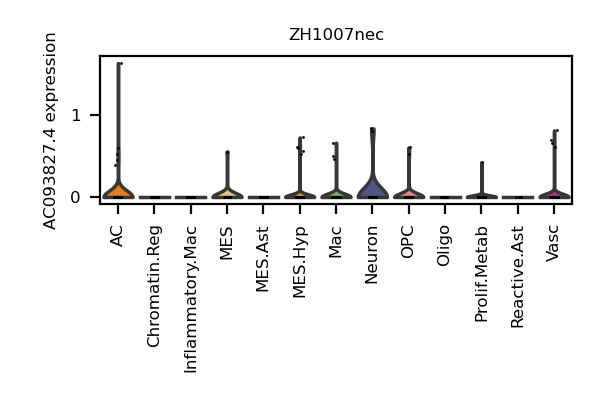 ZH1007nec
AC093827.4 expression
1
0
AC
Chromatin.Reg
Inflammatory.Mac
MES
MES.Ast
MES.Hyp
Mac
Neuron
OPC
Oligo
Prolif.Metab
Reactive.Ast
Vasc